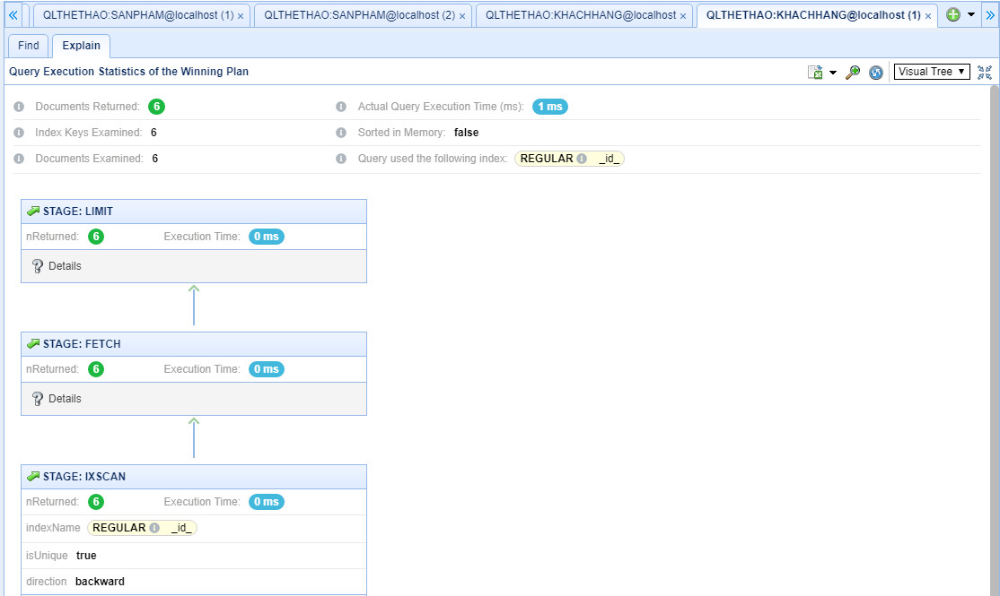 QLTHETHAO:SANPHAM@localhost (1) × QLTHETHAO:SANPHAM@localhost (2) × QLTHETHAO:KHACHHANG@localhost × QLTHETHAO:KHACHHANG@localhost (1) ×
Find Explain
Query Execution Statistics of the Winning Plan Visual Tree
Documents Returned: 6 Actual Query Execution Time (ms): 1 ms
Index Keys Examined: 6 Sorted in Memory: false
Documents Examined: 6 Query used the following index: REGULAR _id_
STAGE: LIMIT
nReturned: 6 Execution Time: 0 ms
Details
STAGE: FETCH
nReturned: 6 Execution Time: 0 ms
Details
STAGE: IXSCAN
nReturned: 6 Execution Time: 0 ms
indexName REGULAR _id_
isUnique true
direction backward